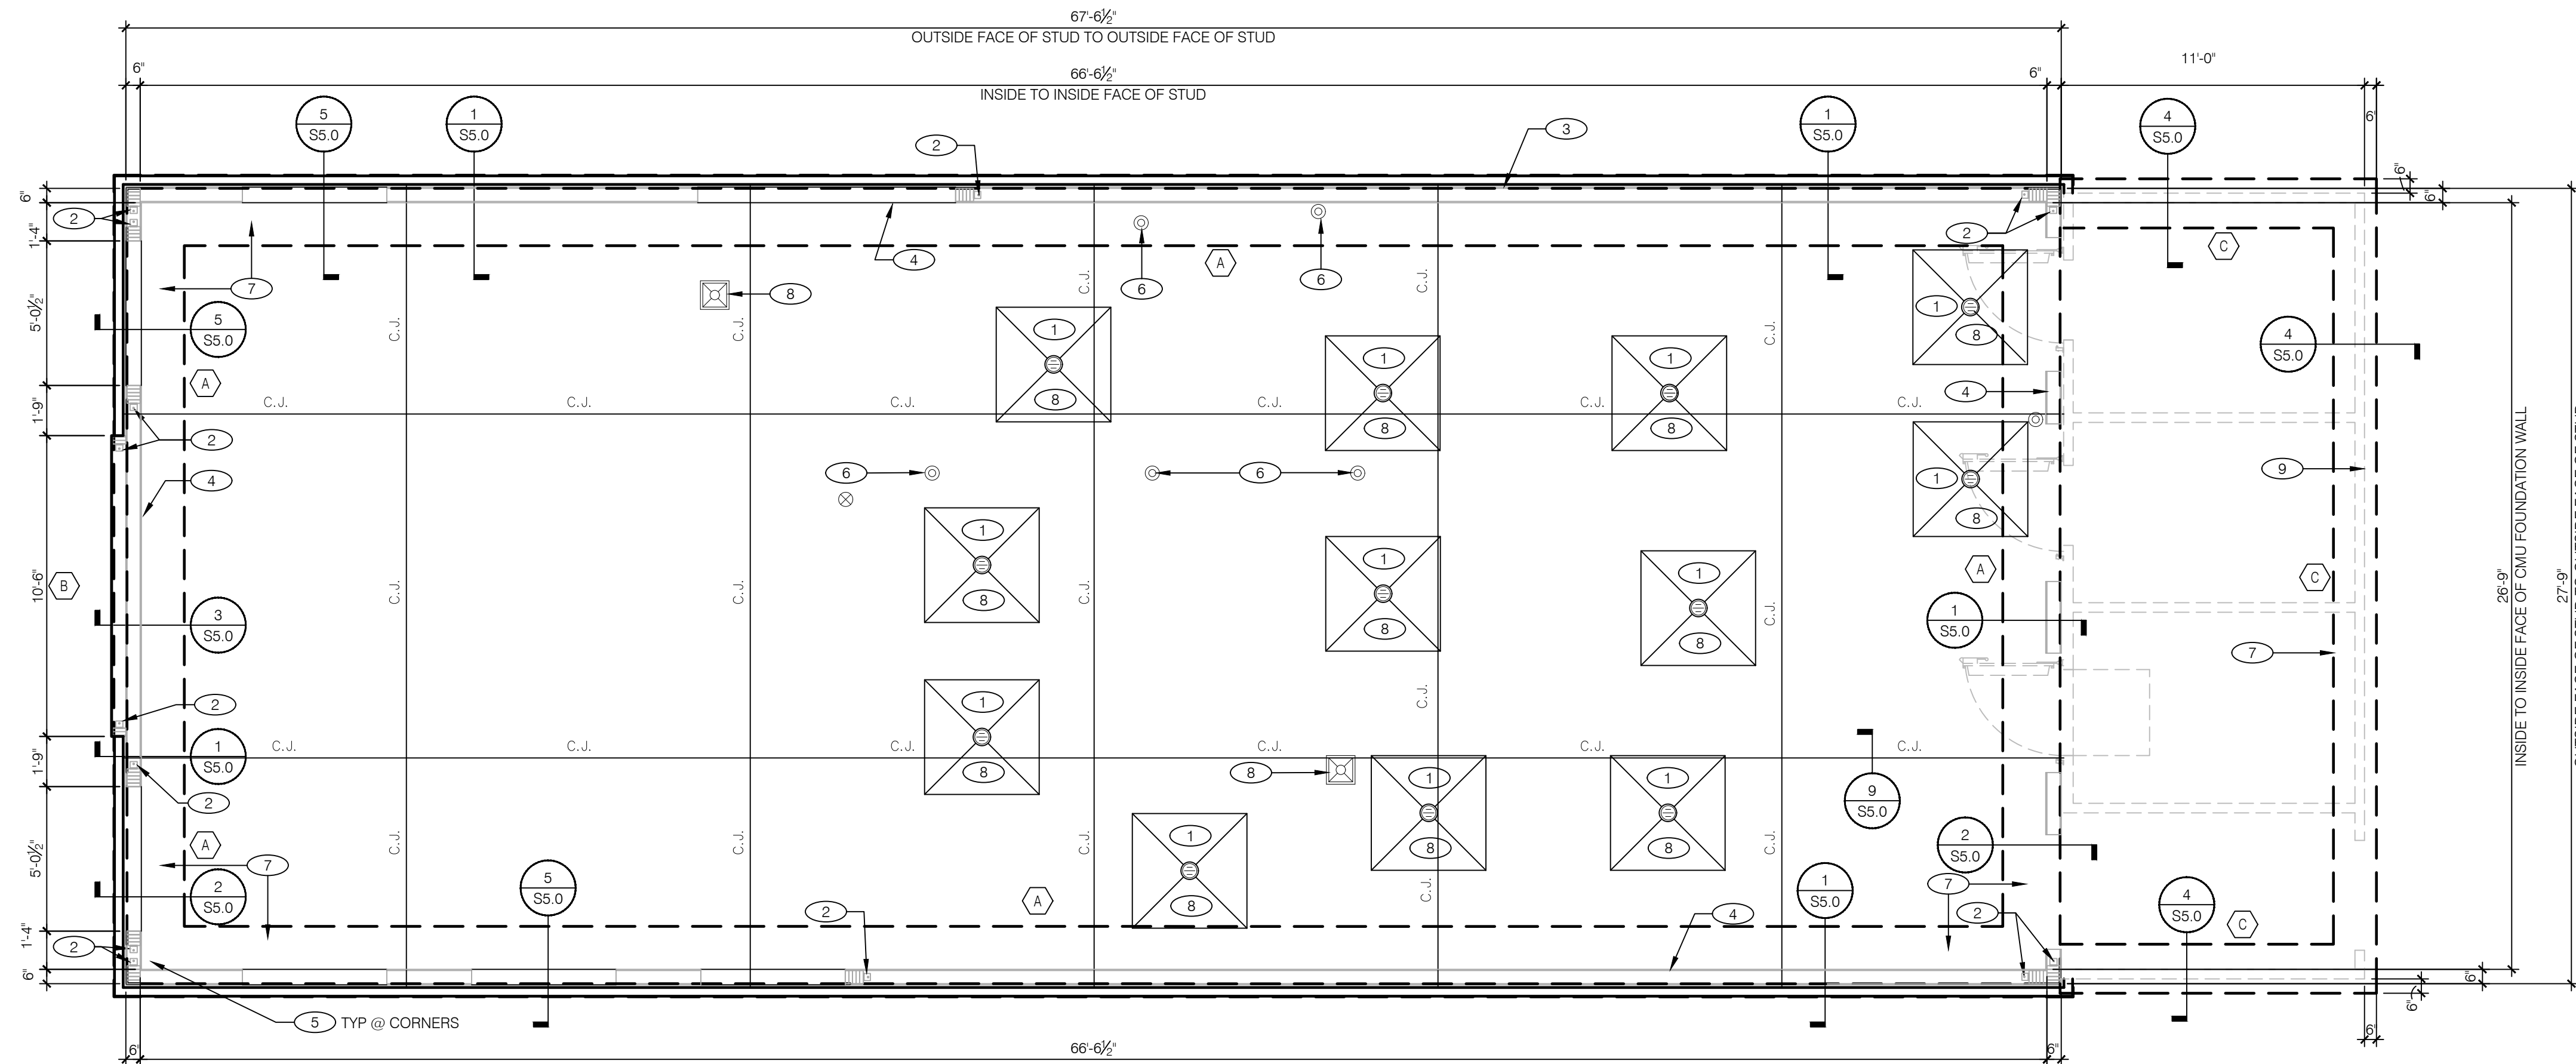 67'-6½"
OUTSIDE FACE OF STUD TO OUTSIDE FACE OF STUD
11'-0"
6"
66'-6½"
6"
INSIDE TO INSIDE FACE OF STUD
5
S5.0
1
S5.0
1
S5.0
4
S5.0
6"
2
3
6"
6"
6"
2
1'-4"
2
C
4
A
6
6
7
8
C.J.
C.J.
1
8
5'-0½"
5
S5.0
C.J.
C.J.
1
8
1
8
1
8
C.J.
4
S5.0
A
4
C.J.
C.J.
C.J.
C.J.
C.J.
C.J.
1'-9"
2
4
6
6
1
8
9
10'-6"
B
C.J.
C.J.
C.J.
1
8
1
8
1
8
C.J.
A
C
26'-9"
INSIDE TO INSIDE FACE OF CMU FOUNDATION WALL
27'-9"
3
S5.0
1
S5.0
7
2
1
8
C.J.
1'-9"
1
S5.0
C.J.
C.J.
C.J.
C.J.
C.J.
C.J.
2
8
1
8
1
8
9
S5.0
5'-0½"
A
7
C.J.
C.J.
C.J.
1
8
C.J.
C.J.
2
S5.0
2
S5.0
5
S5.0
A
1
S5.0
7
4
S5.0
C
1'-4"
2
2
4
2
6"
6"
6"
5
TYP @ CORNERS
6"
66'-6½"
6"
6"